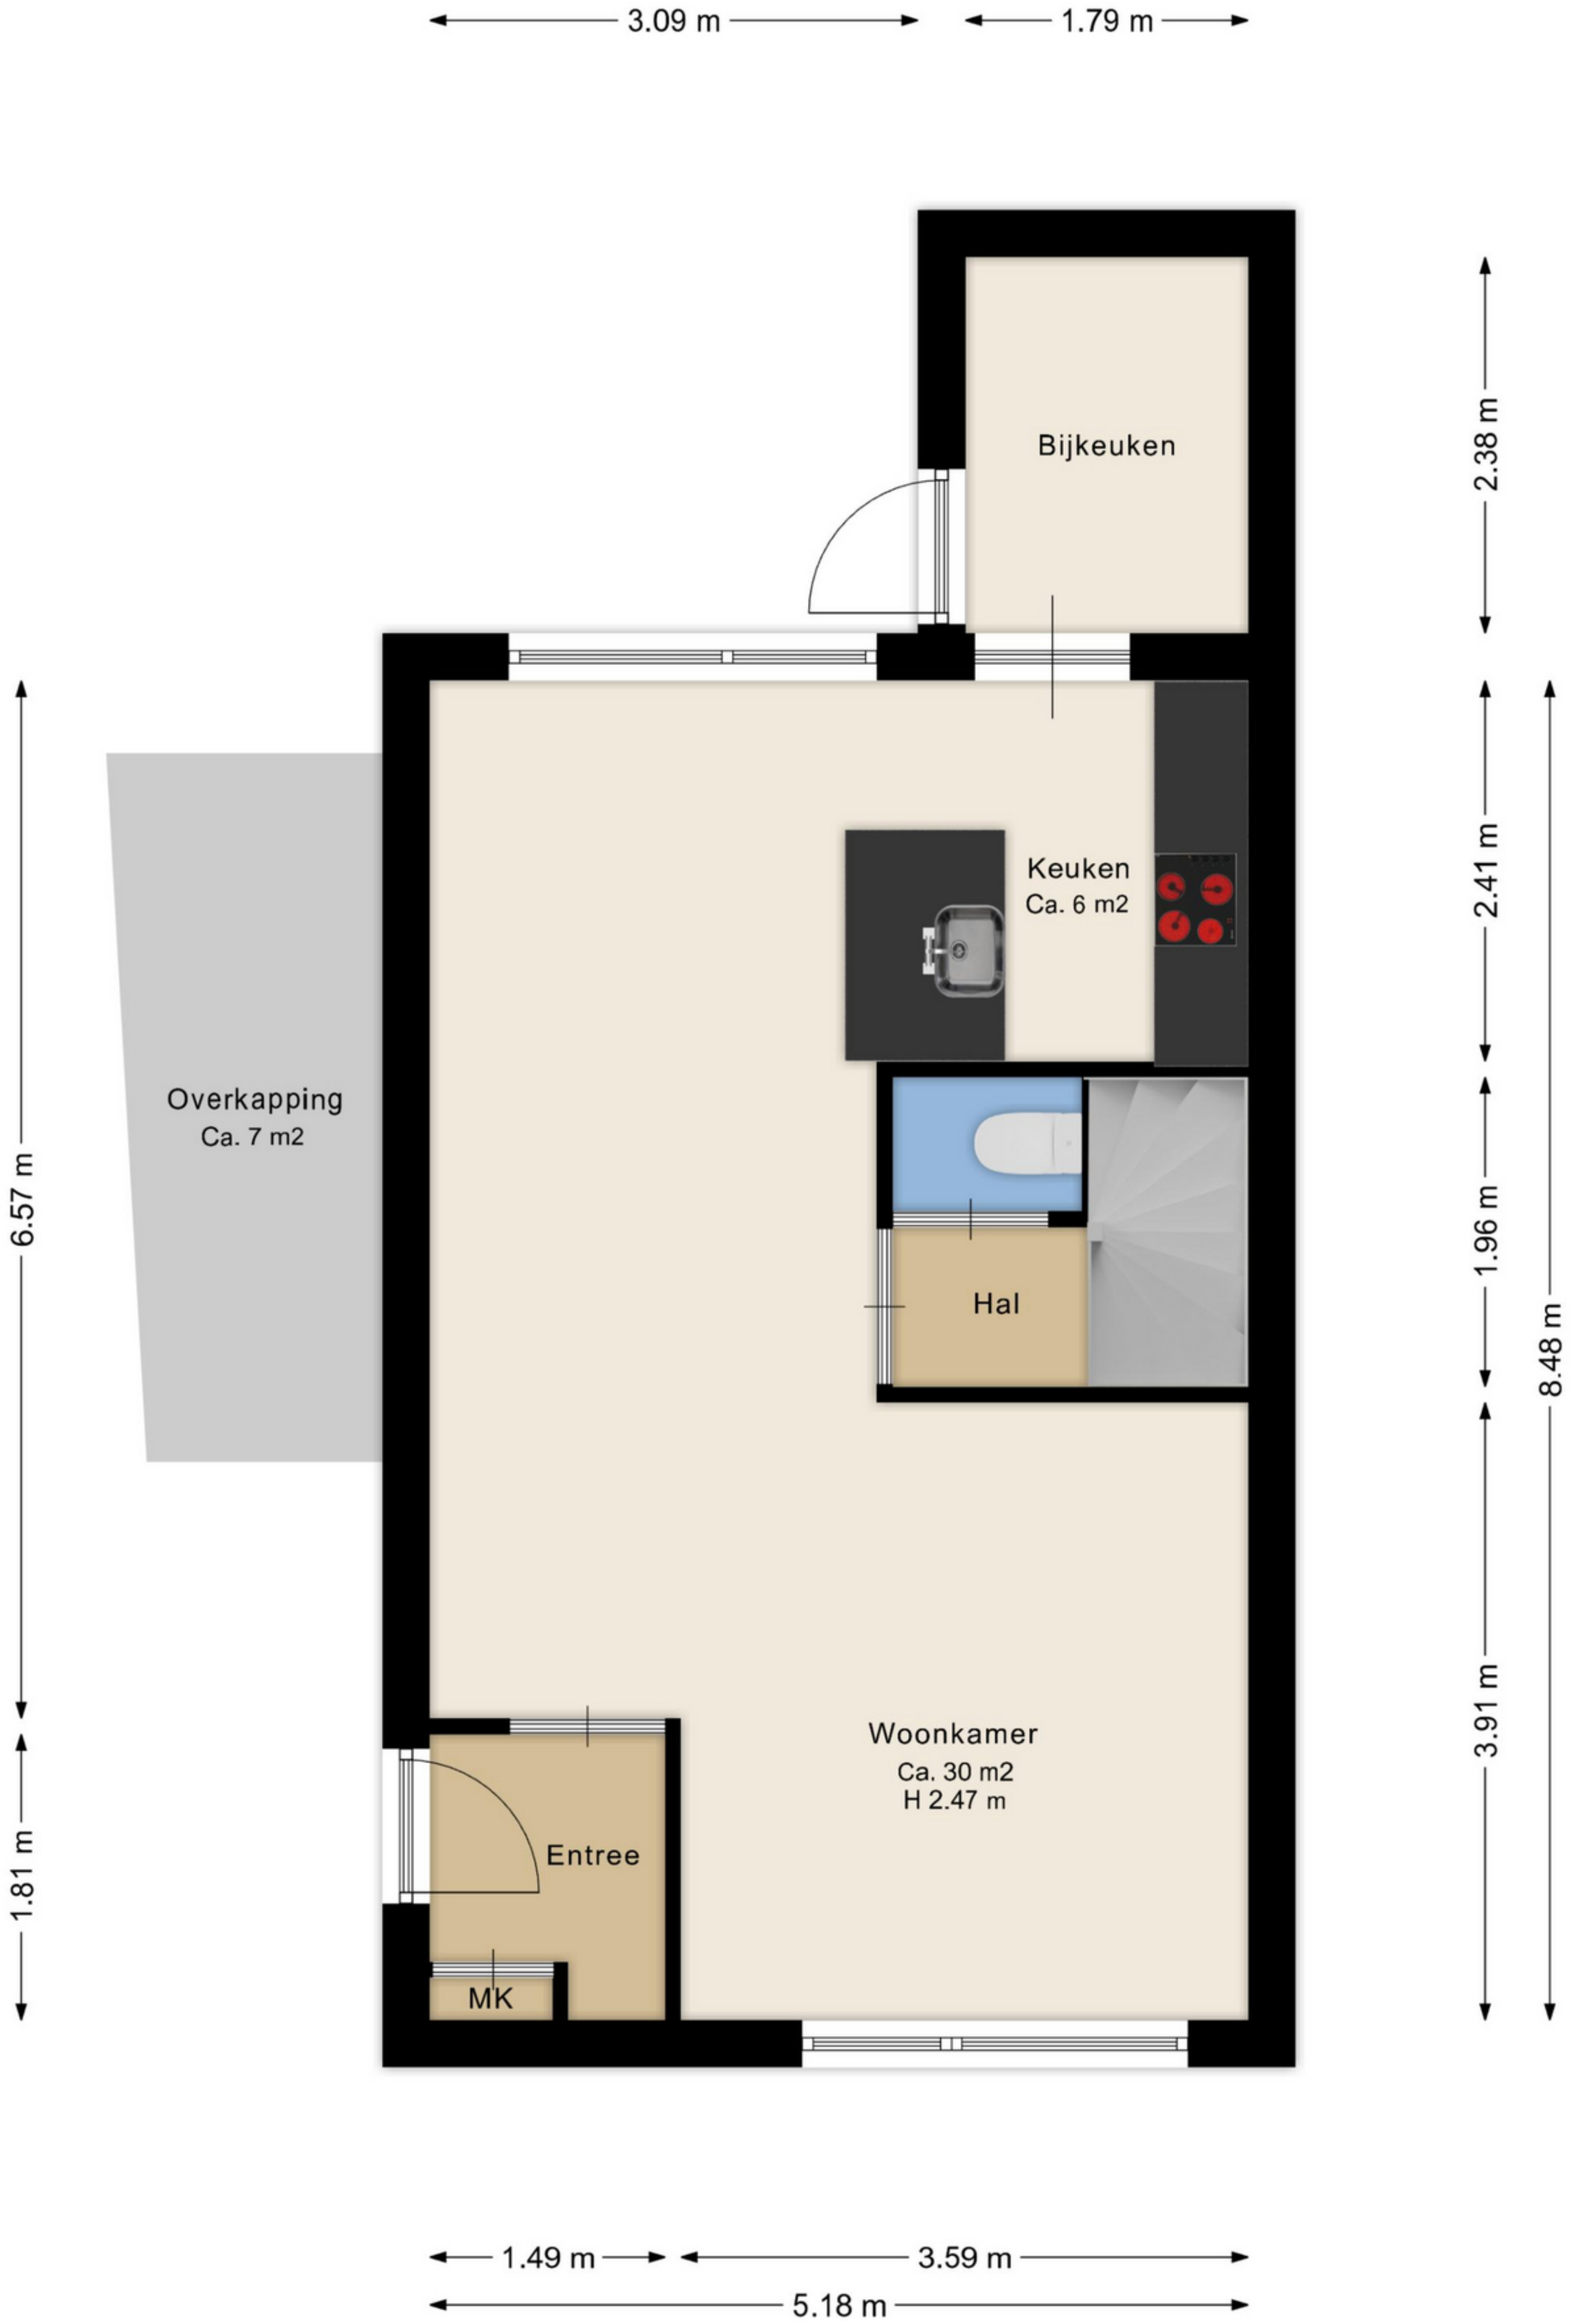 3.09 m
1.79 m
Bijkeuken
2.38 m
Keuken
Ca. 6 m2
2.41 m
Overkapping
Ca. 7 m2
6.57 m
1.96 m
Hal
8.48 m
3.91 m
Woonkamer
Ca. 30 m2
H 2.47 m
Entree
1.81 m
MK
1.49 m
3.59 m
5.18 m